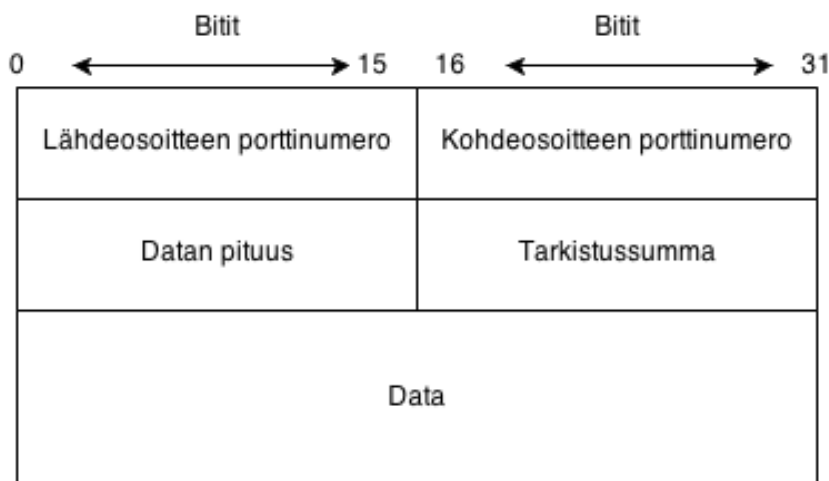 Bitit Bitit
0 15 16 31
Lähdeosoitteen porttinumero Kohdeosoitteen porttinumero
Datan pituus Tarkistussumma
Data